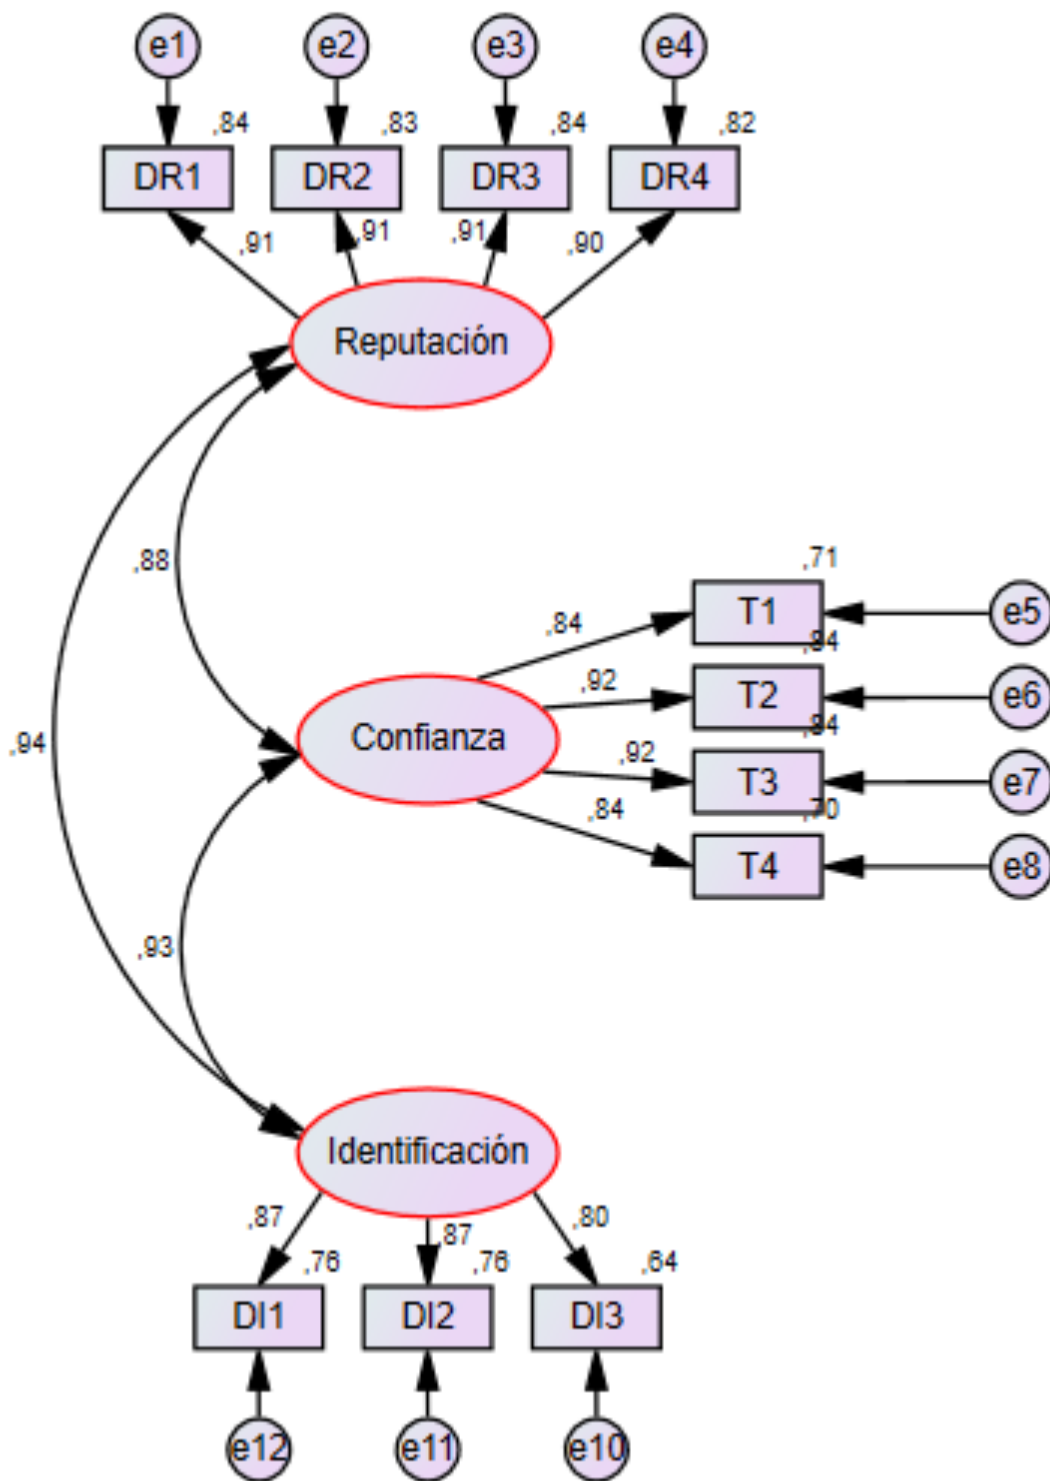 e1 e2 e3 e4
,84 ,83 ,84 ,82
DR1 DR2 DR3 DR4
,91 ,91 ,91 ,90
Reputación
,88
,71
T1 e5
,84
,84
,92 T2 e6
,84
Confianza
,94
,92 T3 e7
,70
,84
T4 e8
,93
Identificación
,87 ,87 ,80
,76 ,76 ,64
DI1 DI2 DI3
e12 e11 e10